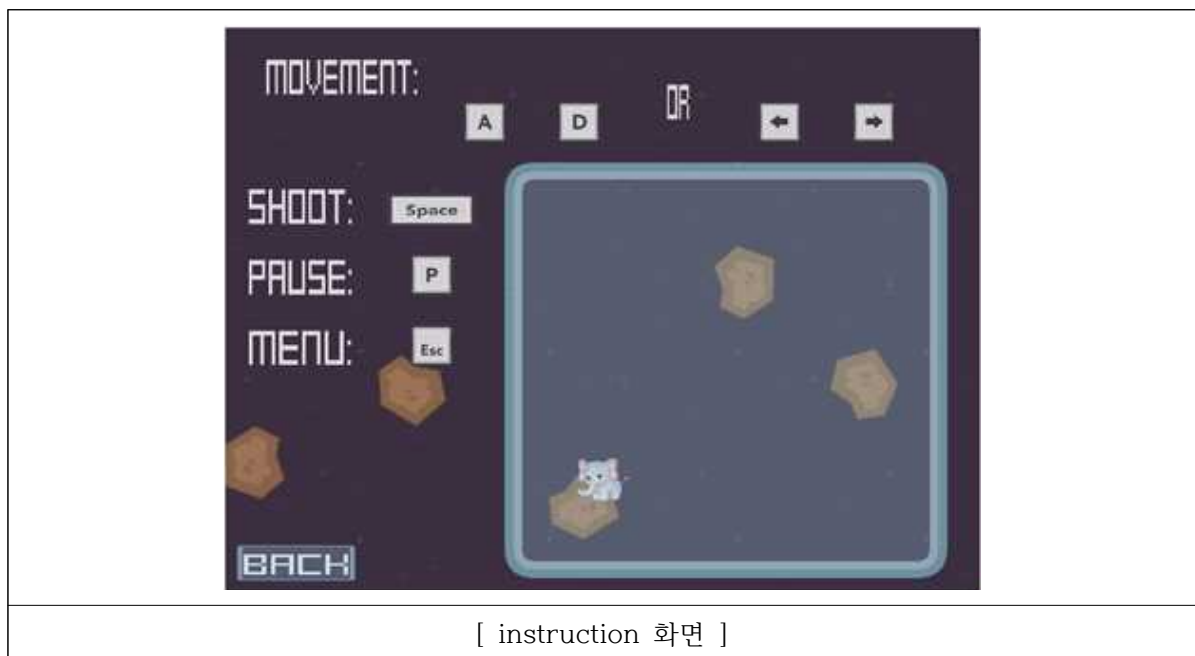 MOVEMENT:
A D OR ← →
SHOOT: Space
PAUSE: P
MENU: Esc
BACK
[ instruction 화면 ]